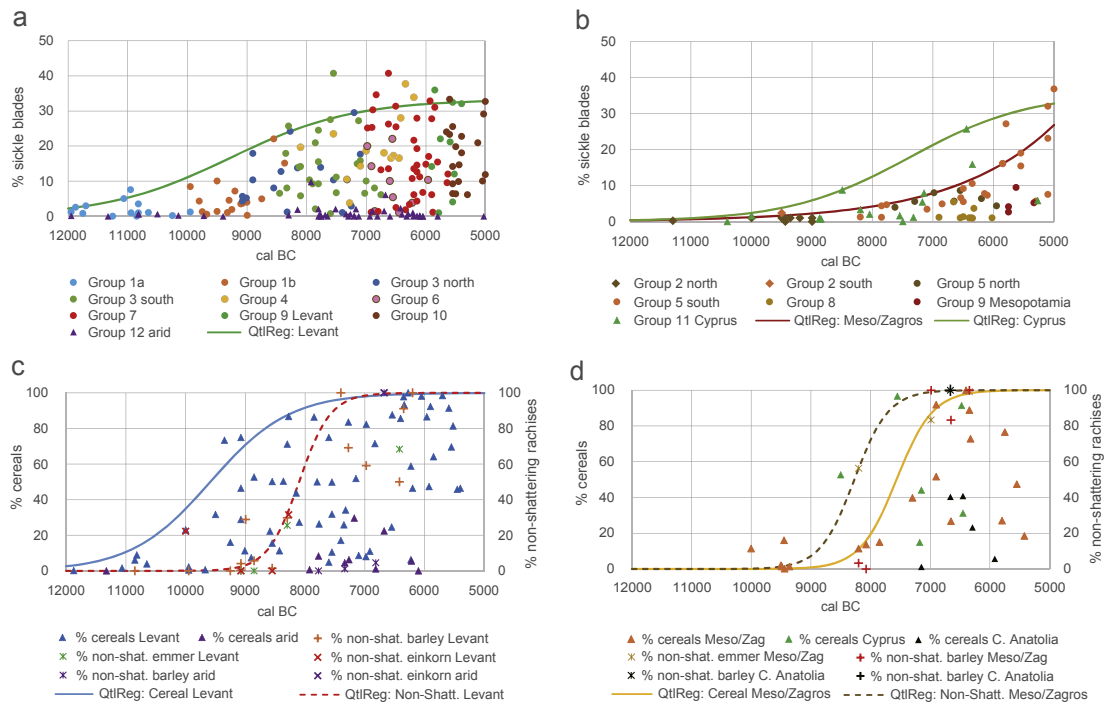 a
% sickle blades
50
40
30
20
10
0
12000 11000 10000 9000 8000 7000 6000 5000
cal BC
Group 1a Group 1b Group 3 north
Group 3 south Group 4 Group 6
Group 7 Group 9 Levant Group 10
Group 12 arid QtlReg: Levant
b
% sickle blades
50
40
30
20
10
0
12000 11000 10000 9000 8000 7000 6000 5000
cal BC
Group 2 north Group 2 south Group 5 north
Group 5 south Group 8 Group 9 Mesopotamia
Group 11 Cyprus QtlReg: Meso/Zagros QtlReg: Cyprus
c
% cereals
100 100
80 80
60 60
40 40
20 20
0 0
% non-shattering rachises
12000 11000 10000 9000 8000 7000 6000 5000
cal BC
% cereals Levant % cereals arid % non-shat. barley Levant
% non-shat. emmer Levant % non-shat. einkorn Levant
% non-shat. barley arid % non-shat. einkorn arid
QtlReg: Cereal Levant QtlReg: Non-Shatt. Levant
d
% cereals
100 100
80 80
60 60
40 40
20 20
0 0
% non-shattering rachises
12000 11000 10000 9000 8000 7000 6000 5000
cal BC
% cereals Meso/Zag % cereals Cyprus % cereals C. Anatolia
% non-shat. emmer Meso/Zag % non-shat. barley Meso/Zag
% non-shat. barley C. Anatolia % non-shat. barley C. Anatolia
QtlReg: Cereal Meso/Zagros QtlReg: Non-Shatt. Meso/Zagros